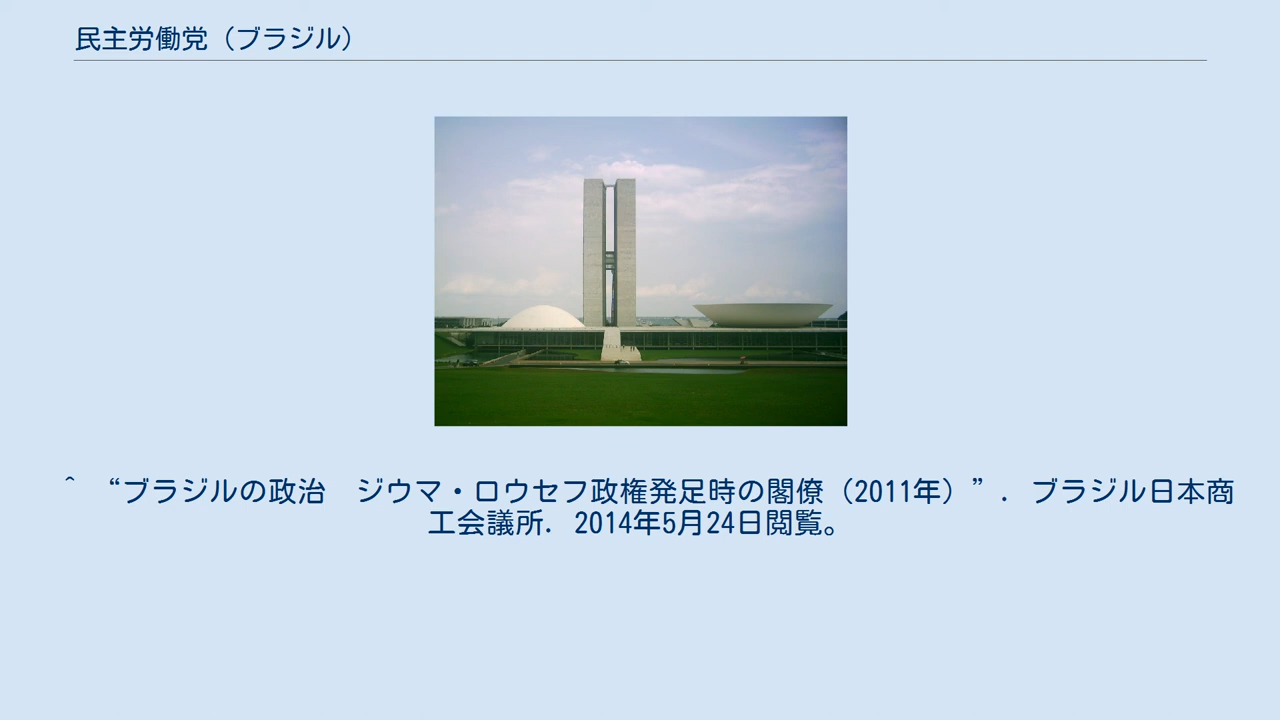 民主労働党（ブラジル）
^ “ブラジルの政治　ジウマ・ロウセフ政権発足時の閣僚（2011年）”. ブラジル日本商
工会議所. 2014年5月24日閲覧。